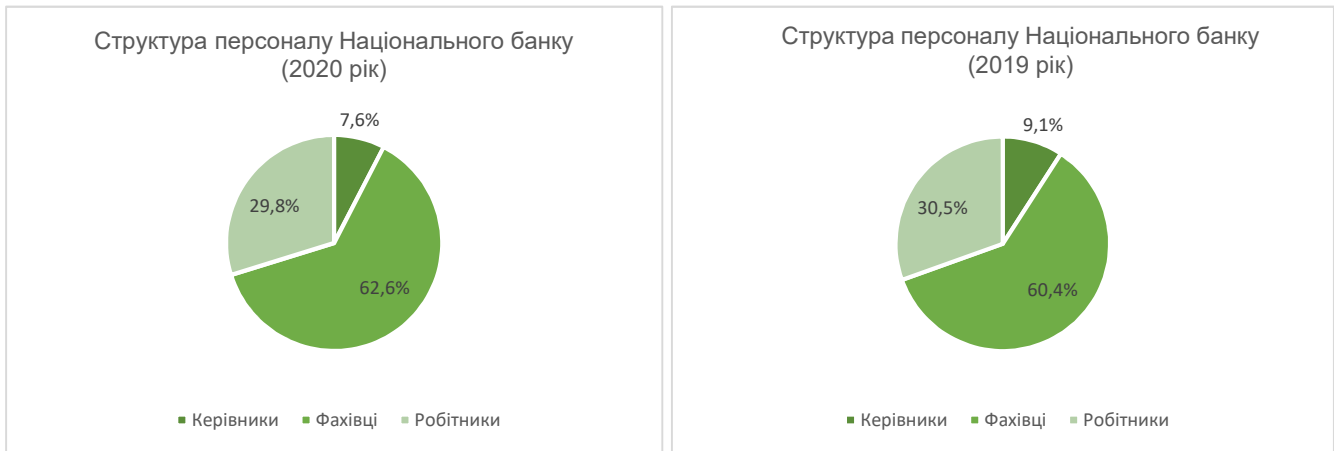 Структура персоналу Національного банку
(2020 рік)
7,6%
29,8%
62,6%
Керівники Фахівці Робітники
Структура персоналу Національного банку
(2019 рік)
9,1%
30,5%
60,4%
Керівники Фахівці Робітники